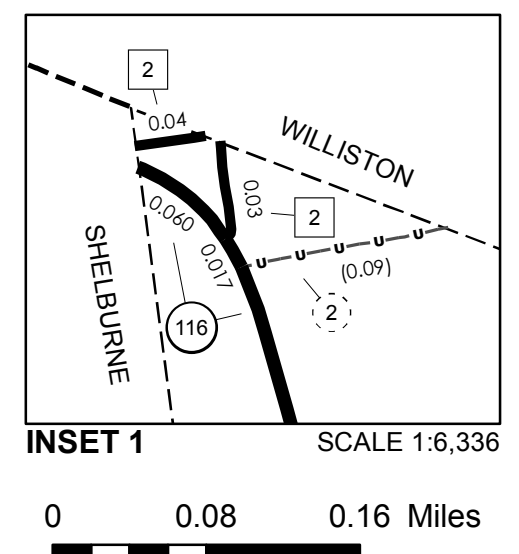 2
0.04
WILLISTON
0.03
2
0.060
SHELBURNE
0.017
U U U U U
(0.09)
2
116
INSET 1 SCALE 1:6,336
0 0.08 0.16 Miles